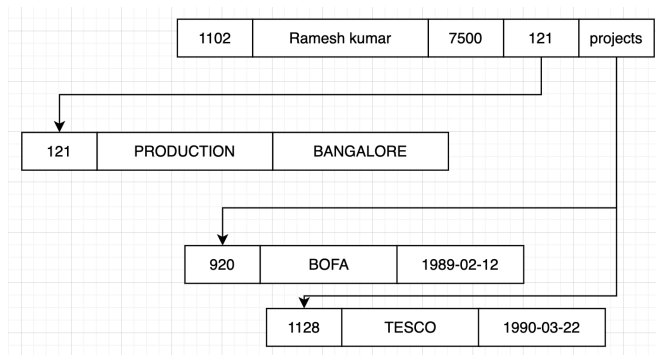 1102 Ramesh kumar 7500 121 projects
121 PRODUCTION BANGALORE
920 BOFA 1989-02-12
1128 TESCO 1990-03-22